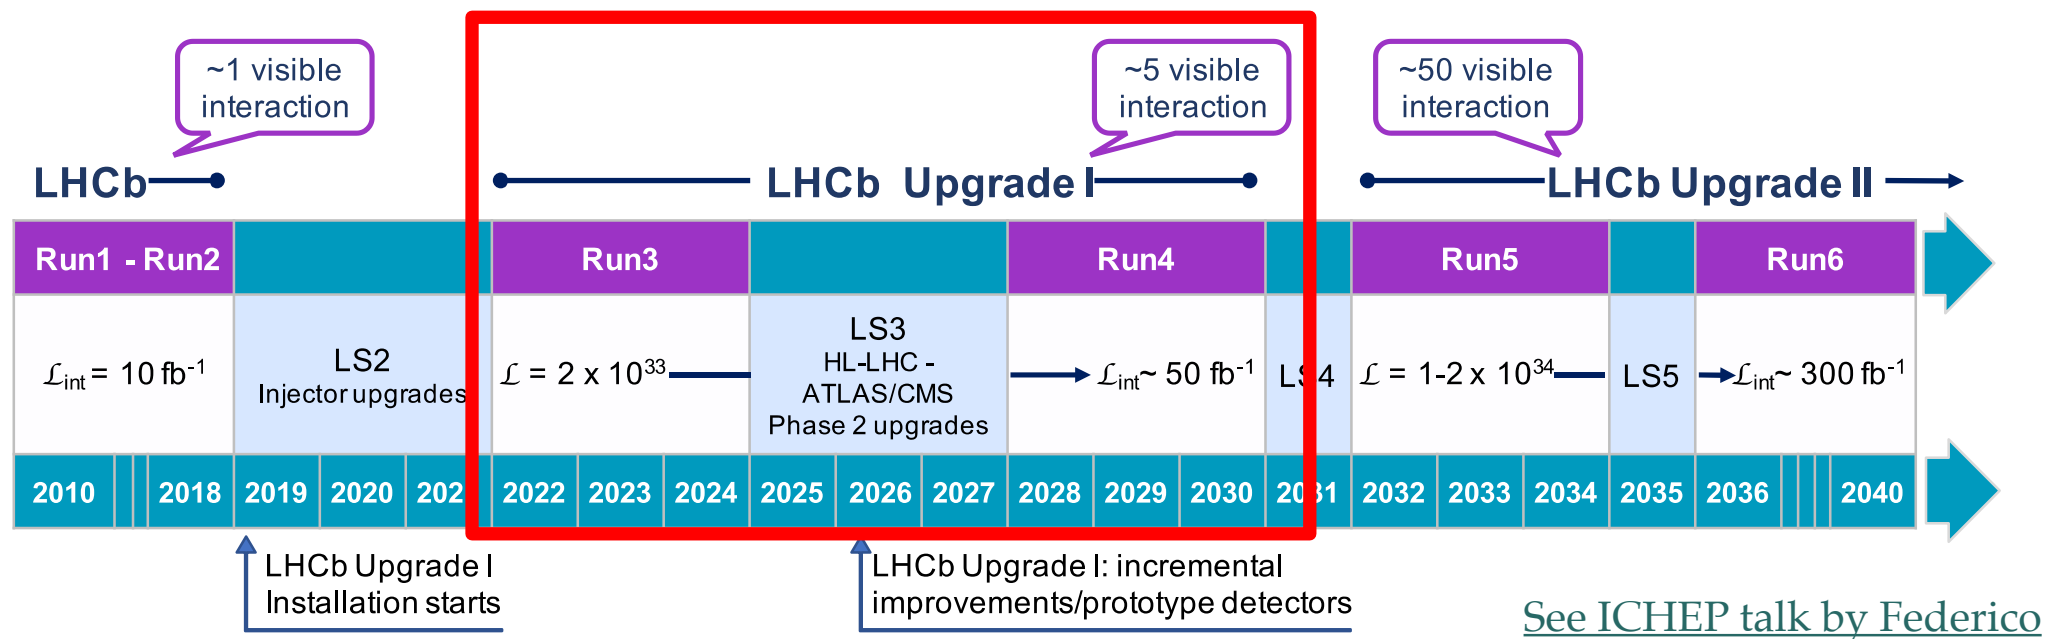 ~1 visible
interaction
~5 visible
interaction
~50 visible
interaction
LHCb
LHCb Upgrade I
LHCb Upgrade II
Run1 - Run2
Run3
Run4
Run5
Run6
ℒint = 10 fb-1
LS2
Injector upgrades
ℒ = 2 x 10³³
LS3
HL-LHC -
ATLAS/CMS
Phase 2 upgrades
ℒint~ 50 fb-1
LS4
ℒ = 1-2 x 10³⁴
LS5
ℒint~ 300 fb-1
2010 2018 2019 2020 2021 2022 2023 2024 2025 2026 2027 2028 2029 2030 2031 2032 2033 2034 2035 2036 2040
LHCb Upgrade I
Installation starts
LHCb Upgrade I: incremental
improvements/prototype detectors
See ICHEP talk by Federico